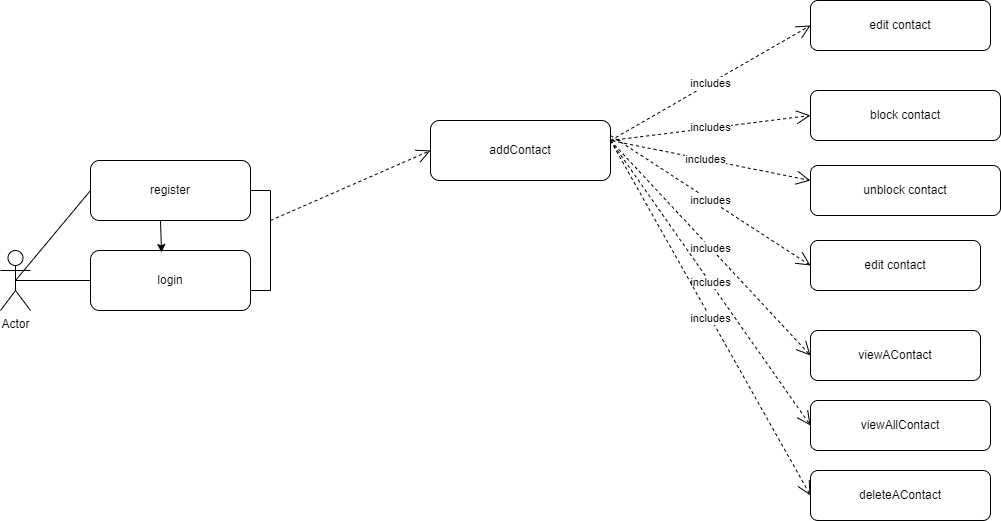 edit contact
includes
block contact
includes
addContact
includes
unblock contact
register
includes
includes
edit contact
login
includes
includes
Actor
viewAContact
viewAllContact
deleteAContact